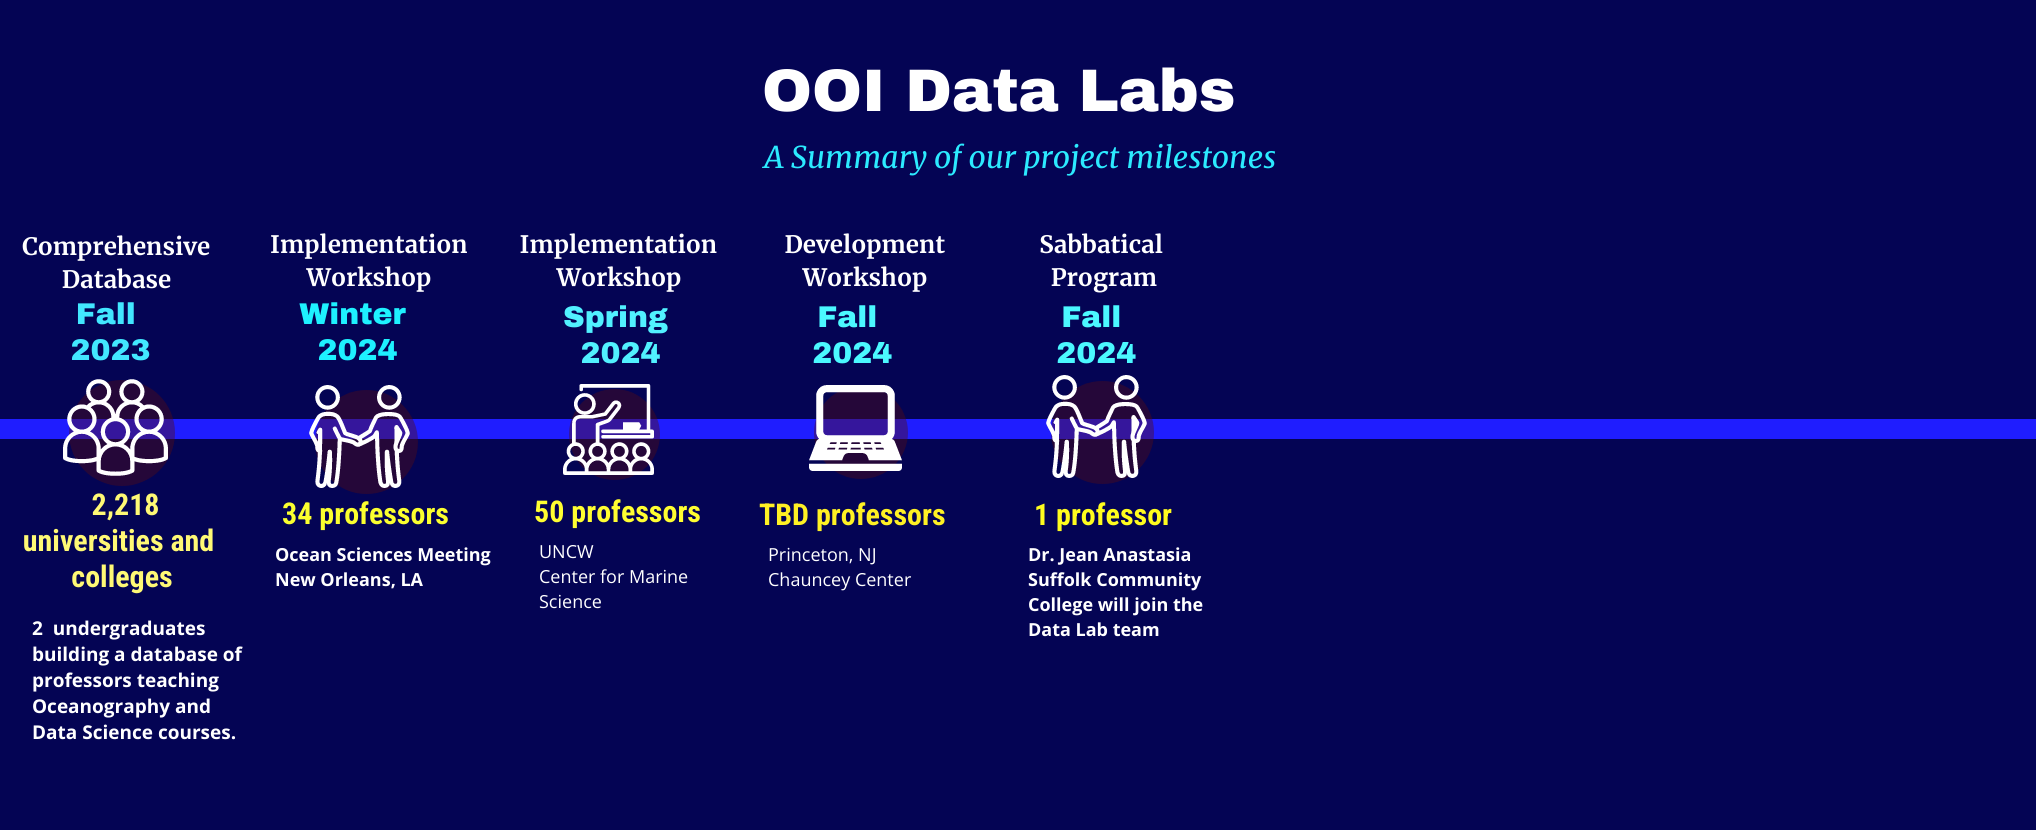 OOI Data Labs
A Summary of our project milestones
Comprehensive
Database
Fall
2023
2,218
universities and
colleges
2 undergraduates
building a database of
professors teaching
Oceanography and
Data Science courses.
Implementation
Workshop
Winter
2024
34 professors
Ocean Sciences Meeting
New Orleans, LA
Implementation
Workshop
Spring
2024
50 professors
UNCW
Center for Marine
Science
Development
Workshop
Fall
2024
TBD professors
Princeton, NJ
Chauncey Center
Sabbatical
Program
Fall
2024
1 professor
Dr. Jean Anastasia
Suffolk Community
College will join the
Data Lab team